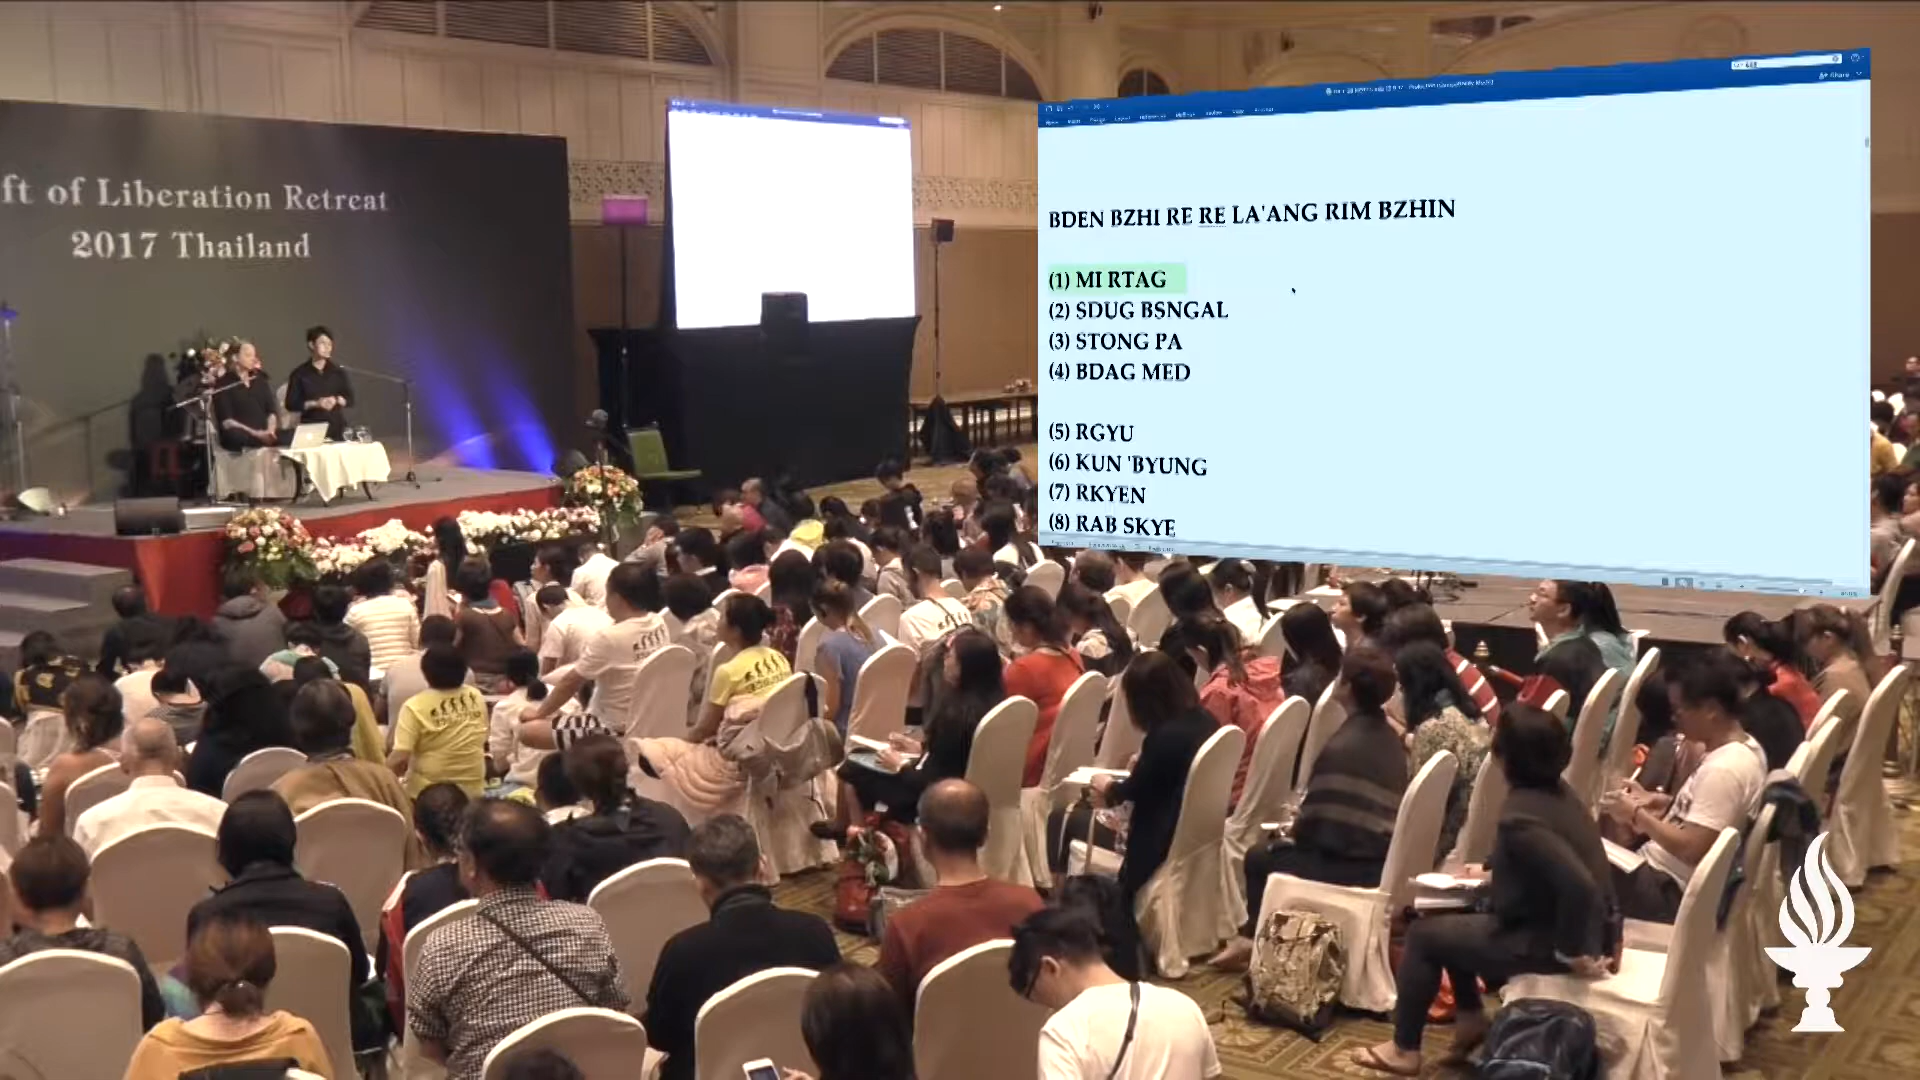 ft of Liberation Retreat
2017 Thailand
BDEN BZHI RE RE LA'ANG RIM BZHIN
(1) MI RTAG
(2) SDUG BSNGAL
(3) STONG PA
(4) BDAG MED
(5) RGYU
(6) KUN 'BYUNG
(7) RKYEN
(8) RAB SKYE